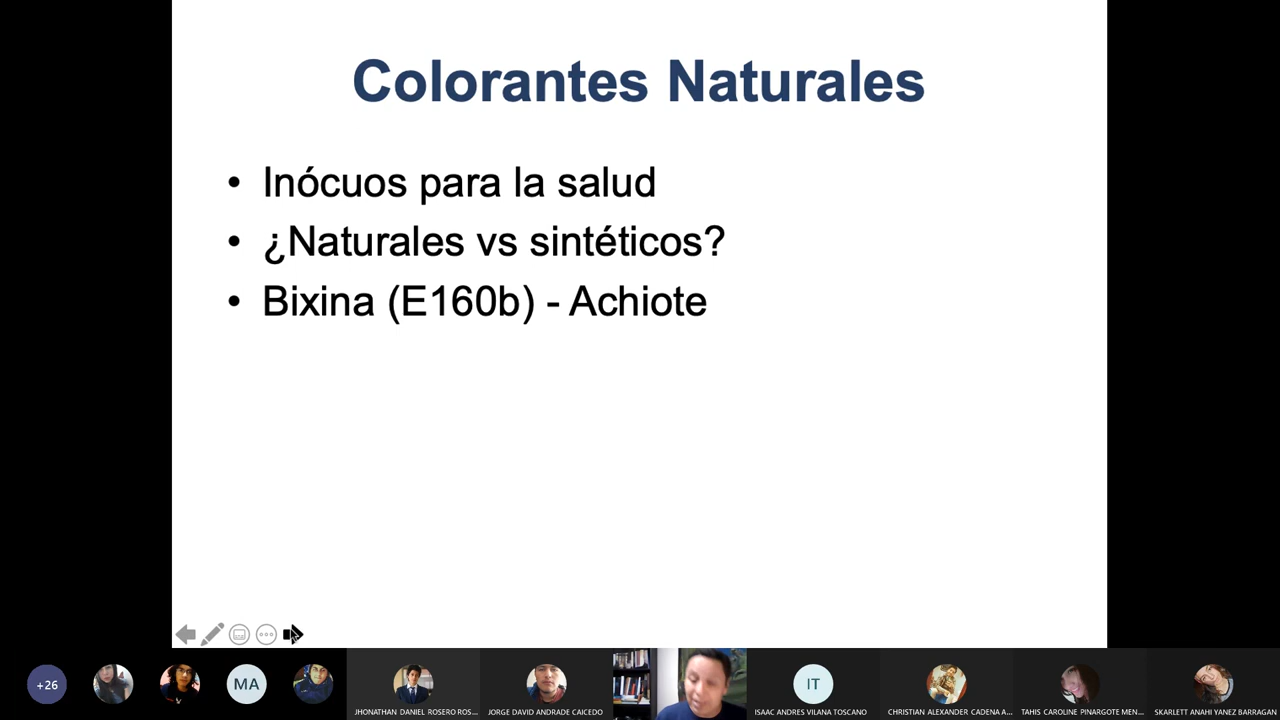 Colorantes Naturales
• Inócuos para la salud
• ¿Naturales vs sintéticos?
• Bixina (E160b) - Achiote
+26
MA
IT
JHONATHAN DANIEL ROSERO ROS...
JORGE DAVID ANDRADE CAICEDO
ISAAC ANDRES VILANA TOSCANO
CHRISTIAN ALEXANDER CADENA A...
TAHIS CAROLINE PINARGOTE MEN...
SKARLETT ANAHI YANEZ BARRAGAN